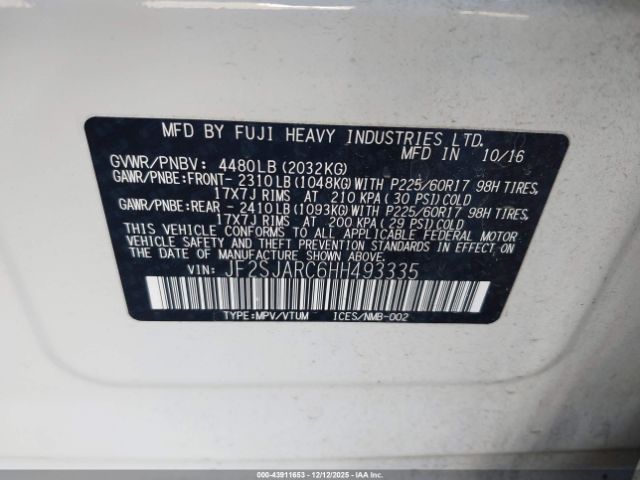 MFD BY FUJI HEAVY INDUSTRIES LTD.
MFD IN 10/16
GVWR/PNBV: 4480LB (2032KG)
GAWR/PNBE:FRONT- 2310LB (1048KG)WITH P225/60R17 98H TIRES,
17X7J RIMS AT 210 KPA (30 PSI) COLD
GAWR/PNBE:REAR - 2410LB (1093KG)WITH P225/60R17 98H TIRES,
17X7J RIMS AT 200 KPA (29 PSI) COLD
THIS VEHICLE CONFORMS TO ALL APPLICABLE FEDERAL MOTOR
VEHICLE SAFETY AND THEFT PREVENTION STANDARDS IN EFFECT ON
THE DATE OF MANUFACTURE SHOWN ABOVE.
VIN: JF2SJARC6HH493335
TYPE:MPV/VTUM ICES/NMB-002
000-43911653 - 12/12/2025 - IAAI.com